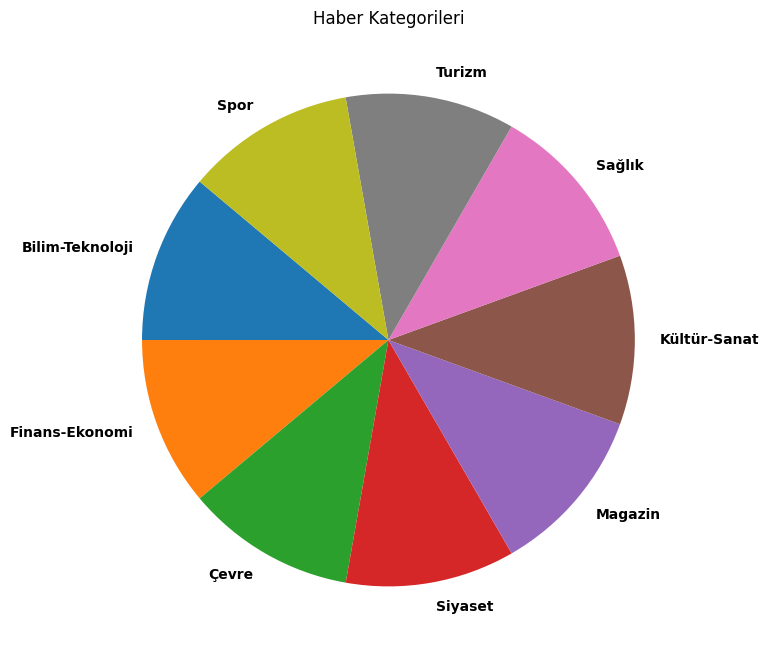 Haber Kategorileri
Turizm
Spor
Sağlık
Bilim-Teknoloji
Kültür-Sanat
Finans-Ekonomi
Magazin
Çevre
Siyaset